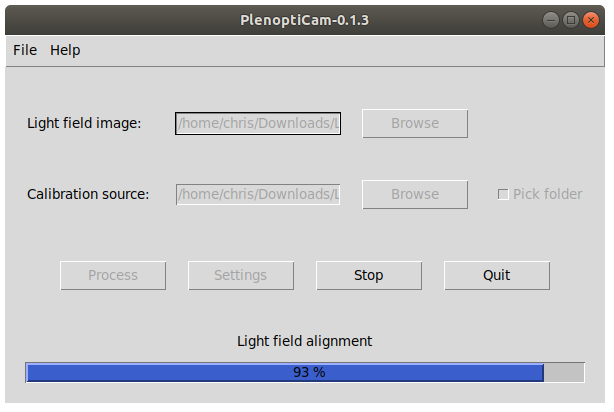 PlenoptiCam-0.1.3
File Help
Light field image: /home/chris/Downloads/L Browse
Calibration source: /home/chris/Downloads/L Browse Pick folder
Process Settings Stop Quit
Light field alignment
93 %